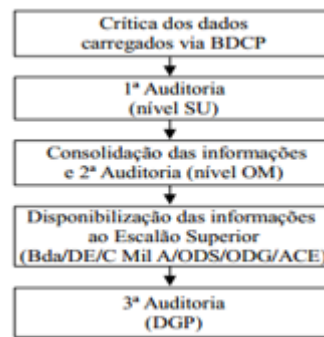 Crítica dos dados
carregados via BDCP
1ª Auditoria
(nível SU)
Consolidação das informações
e 2ª Auditoria (nível OM)
Disponibilização das informações
ao Escalão Superior
(Bda/DE/C Mil A/ODS/ODG/ACE)
3ª Auditoria
(DGP)